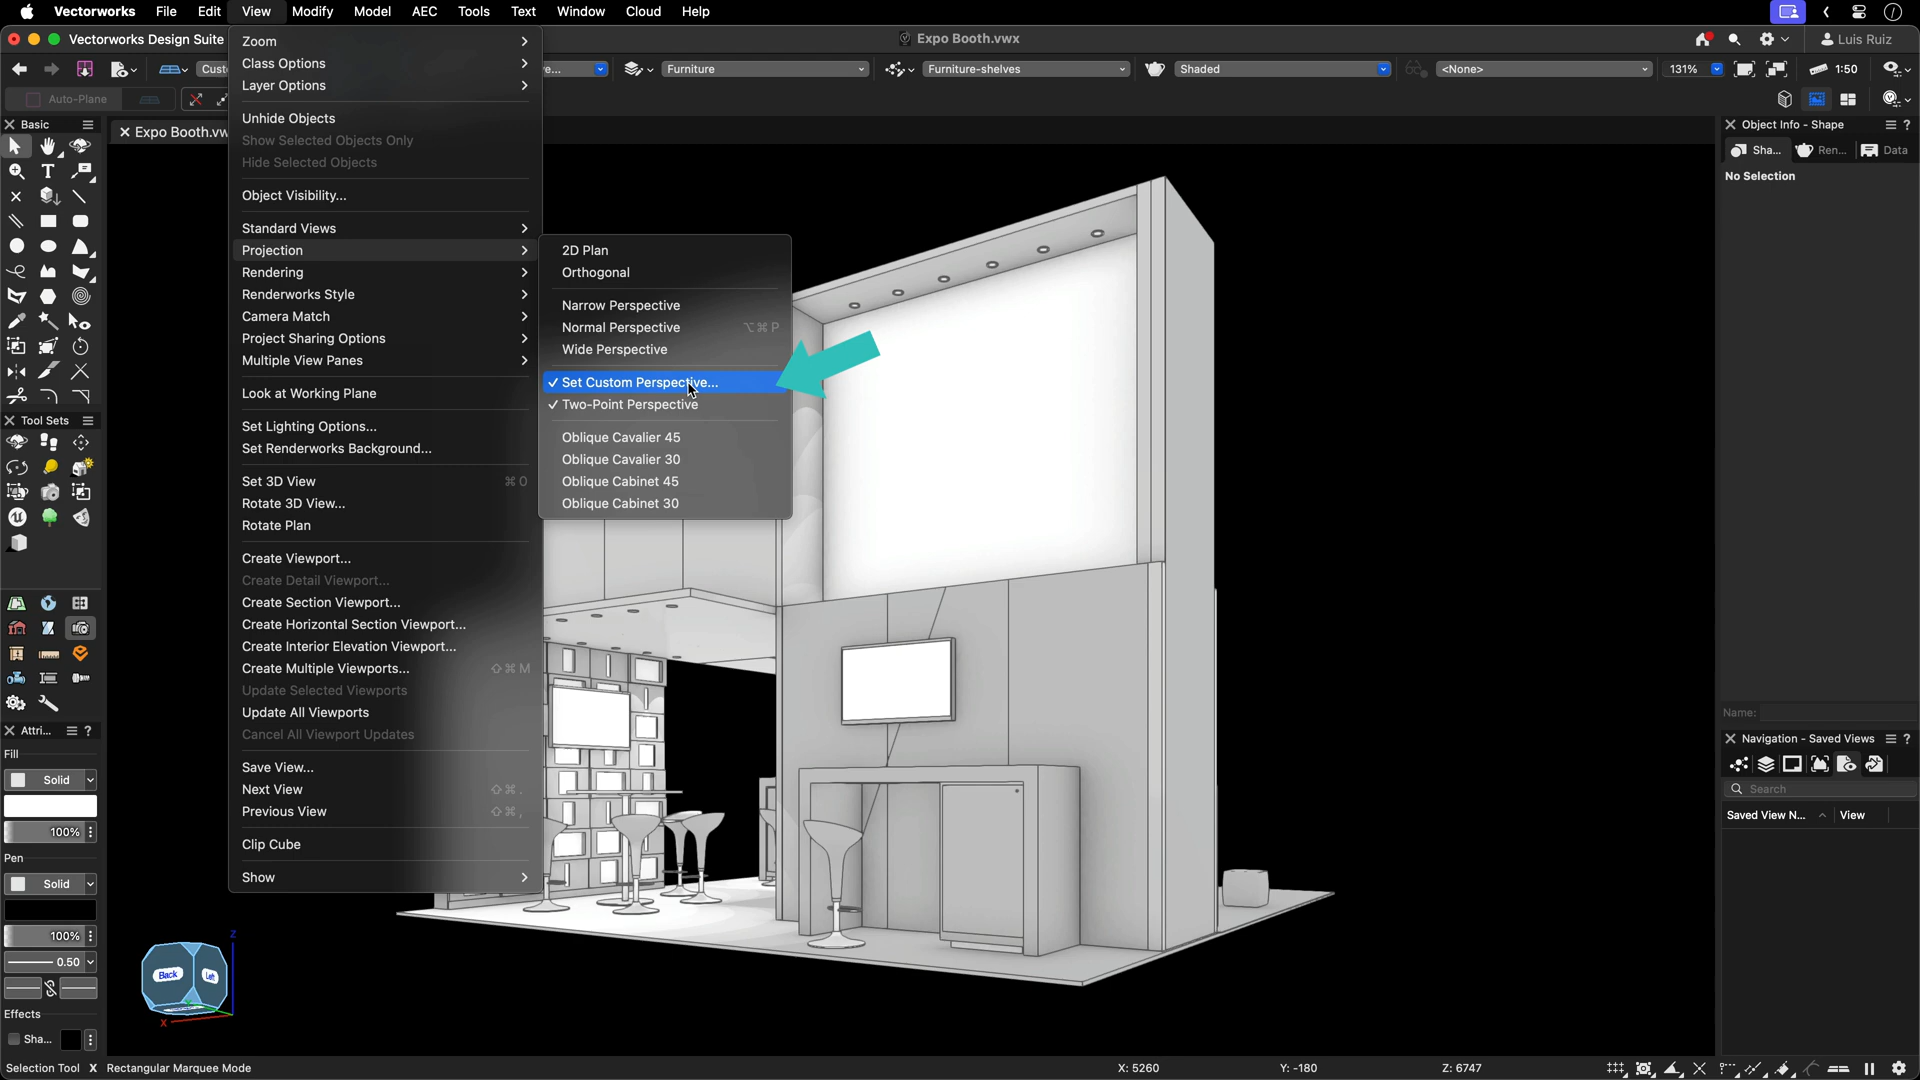 Vectorworks File Edit View Modify Model AEC Tools Text Window Cloud Help
Vectorworks Design Suite
Expo Booth.vwx
Luis Ruiz
Furniture
Furniture-shelves
Shaded
<None>
131%
1:50
Auto-Plane
Basic
Expo Booth.vw
Object Info - Shape
Sha...
Ren...
Data
No Selection
Zoom
Class Options
Layer Options
Unhide Objects
Show Selected Objects Only
Hide Selected Objects
Object Visibility...
Standard Views
Projection
Rendering
Renderworks Style
Camera Match
Project Sharing Options
Multiple View Panes
Look at Working Plane
Set Lighting Options...
Set Renderworks Background...
Set 3D View ⌘ 0
Rotate 3D View...
Rotate Plan
Create Viewport...
Create Detail Viewport...
Create Section Viewport...
Create Horizontal Section Viewport...
Create Interior Elevation Viewport...
Create Multiple Viewports... ⇧⌘ M
Update Selected Viewports
Update All Viewports
Cancel All Viewport Updates
Save View...
Next View ⇧⌘ .
Previous View ⇧⌘ ,
Clip Cube
Show
2D Plan
Orthogonal
Narrow Perspective
Normal Perspective ⌥⌘ P
Wide Perspective
✓ Set Custom Perspective...
✓ Two-Point Perspective
Oblique Cavalier 45
Oblique Cavalier 30
Oblique Cabinet 45
Oblique Cabinet 30
Tool Sets
Attri...
Fill
Solid
100%
Pen
Solid
100%
0.50
Effects
Sha...
Back
Left
Z
X
Name:
Navigation - Saved Views
Search
Saved View N...
View
Selection Tool X Rectangular Marquee Mode
X: 5260
Y: -180
Z: 6747